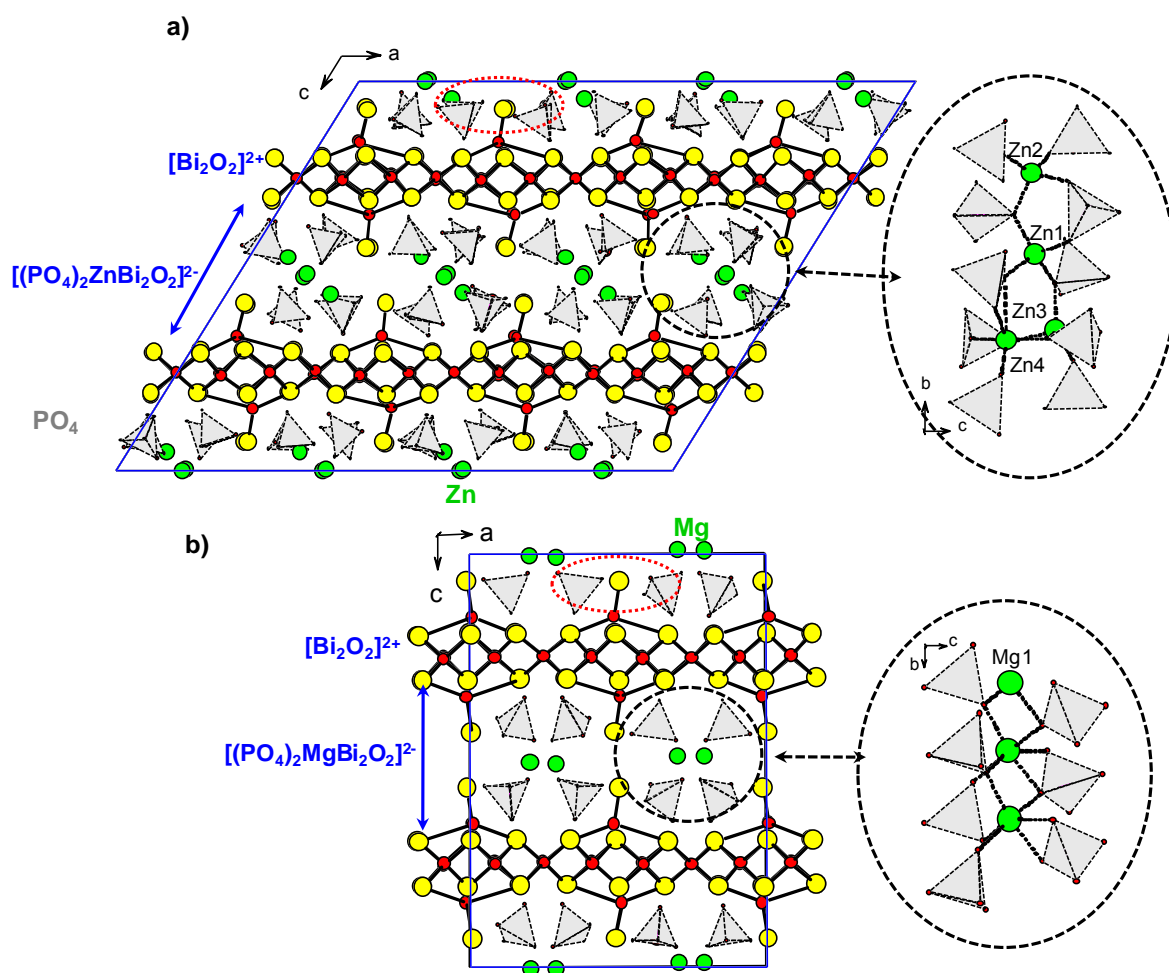 a)
a
c
[Bi₂O₂]²⁺
[(PO₄)₂ZnBi₂O₂]²⁻
PO₄
Zn
Zn2
Zn1
Zn3
Zn4
b
c
b)
a
c
Mg
[Bi₂O₂]²⁺
[(PO₄)₂MgBi₂O₂]²⁻
c
b
Mg1